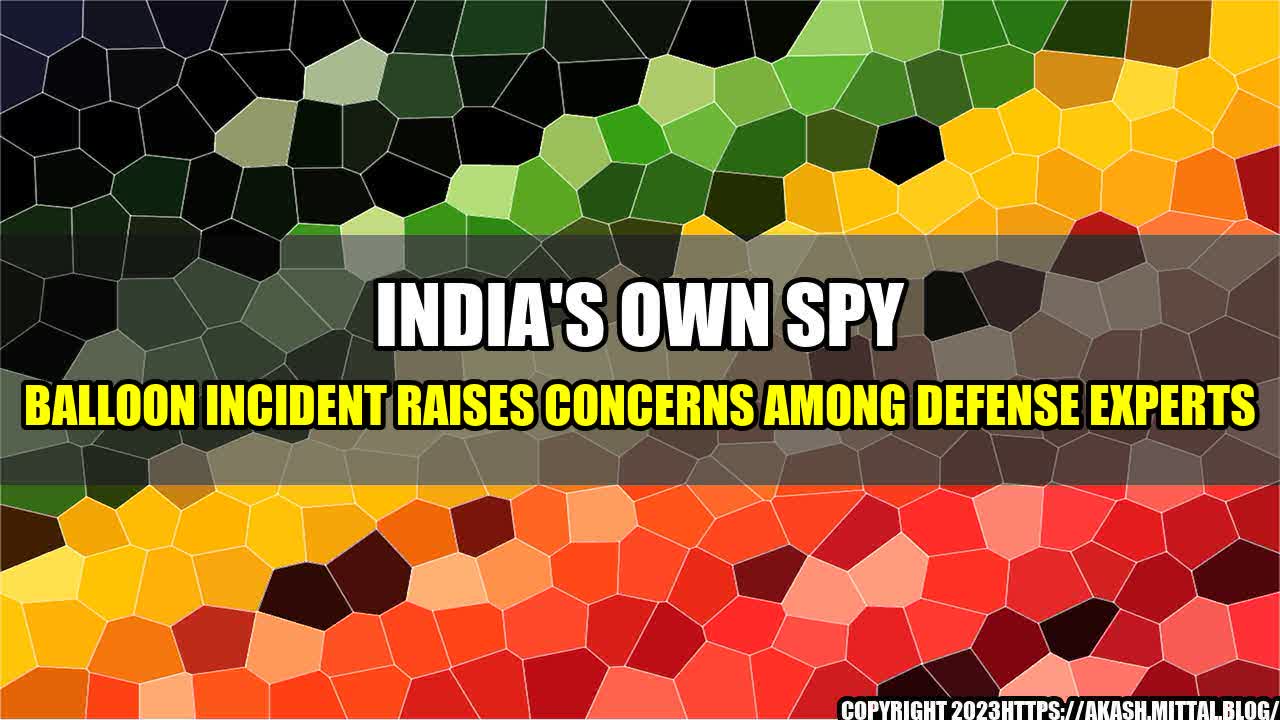 INDIA'S OWN SPY
BALLOON INCIDENT RAISES CONCERNS AMONG DEFENSE EXPERTS
COPYRIGHT 2023HTTPS://AKASH.MITTAL.BLOG/